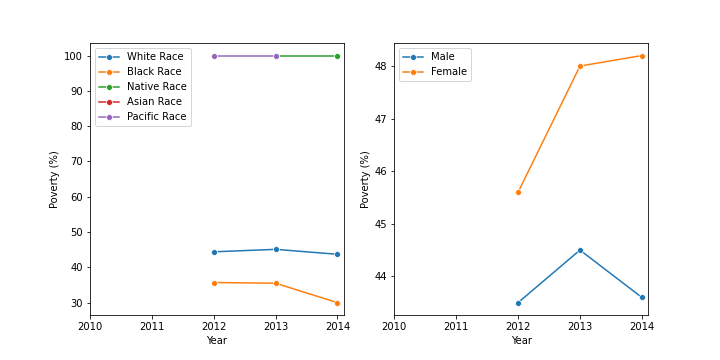 White Race
Black Race
Native Race
Asian Race
Pacific Race
100
90
80
70
60
50
40
30
Poverty (%)
2010 2011 2012 2013 2014
Year
Male
Female
48
47
46
45
44
Poverty (%)
2010 2011 2012 2013 2014
Year